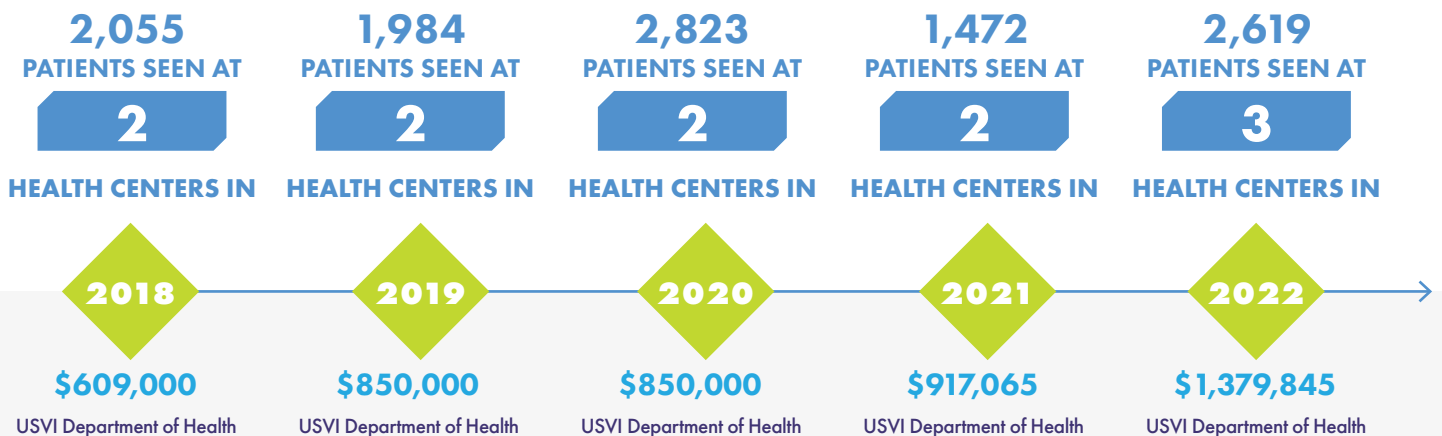 2,055
PATIENTS SEEN AT
2
HEALTH CENTERS IN
2018
$609,000
USVI Department of Health
1,984
PATIENTS SEEN AT
2
HEALTH CENTERS IN
2019
$850,000
USVI Department of Health
2,823
PATIENTS SEEN AT
2
HEALTH CENTERS IN
2020
$850,000
USVI Department of Health
1,472
PATIENTS SEEN AT
2
HEALTH CENTERS IN
2021
$917,065
USVI Department of Health
2,619
PATIENTS SEEN AT
3
HEALTH CENTERS IN
2022
$1,379,845
USVI Department of Health